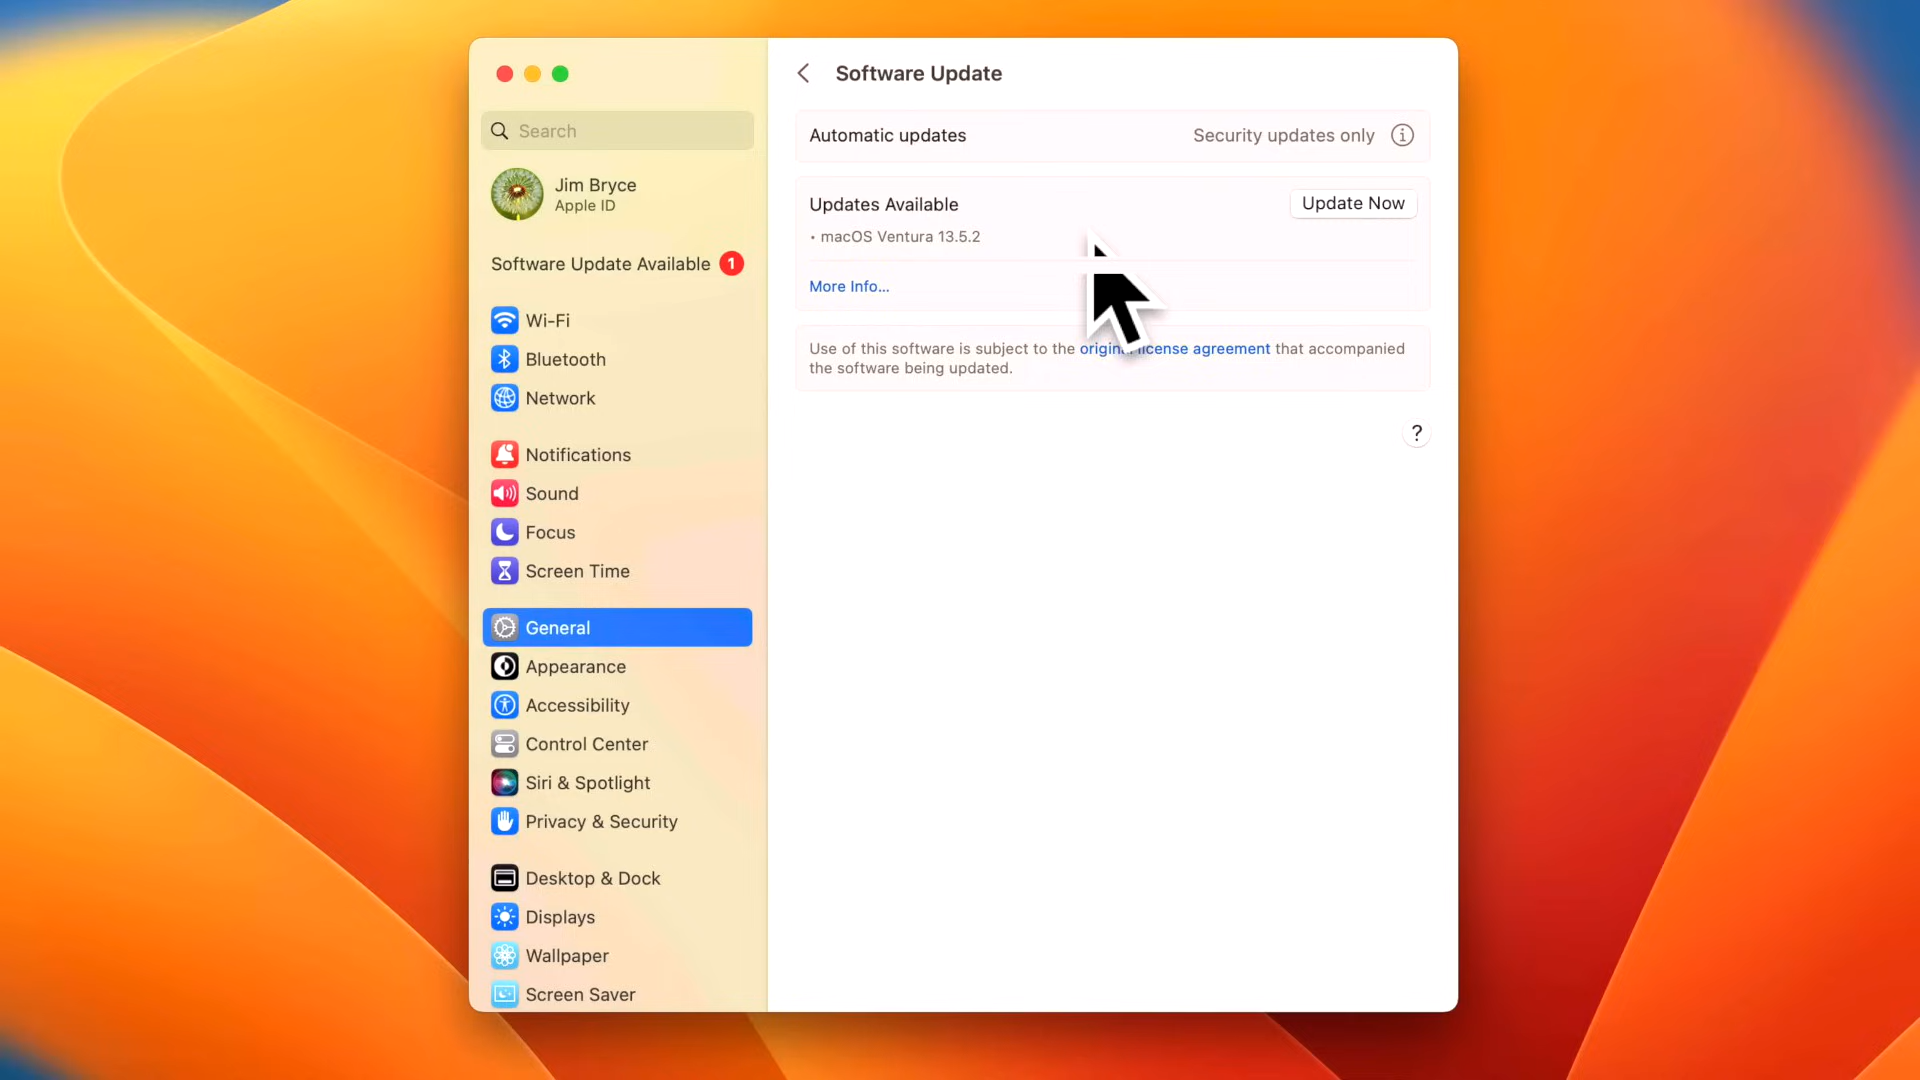 Software Update
Search
Automatic updates
Security updates only
Jim Bryce
Apple ID
Updates Available
Update Now
• macOS Ventura 13.5.2
Software Update Available 1
More Info...
Wi-Fi
Use of this software is subject to the original license agreement that accompanied
the software being updated.
Bluetooth
Network
?
Notifications
Sound
Focus
Screen Time
General
Appearance
Accessibility
Control Center
Siri & Spotlight
Privacy & Security
Desktop & Dock
Displays
Wallpaper
Screen Saver